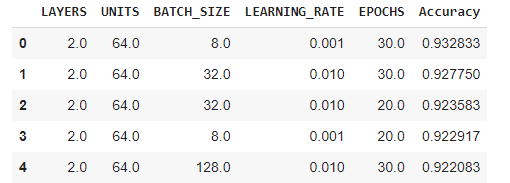 LAYERS UNITS BATCH_SIZE LEARNING_RATE EPOCHS Accuracy
0 2.0 64.0 8.0 0.001 30.0 0.932833
1 2.0 64.0 32.0 0.010 30.0 0.927750
2 2.0 64.0 32.0 0.010 20.0 0.923583
3 2.0 64.0 8.0 0.001 20.0 0.922917
4 2.0 64.0 128.0 0.010 30.0 0.922083